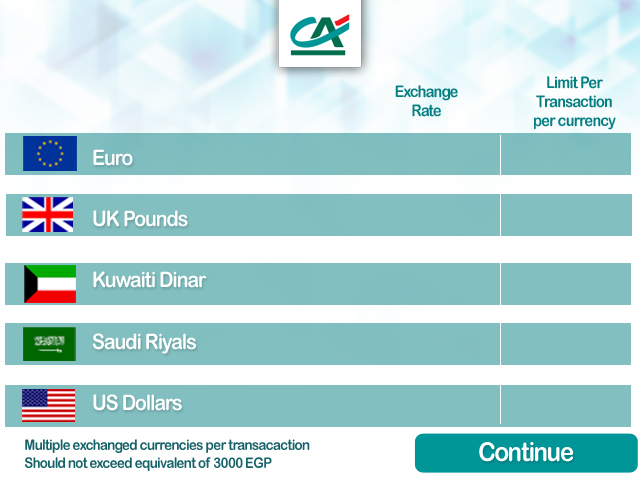 CA
Exchange
Rate
Limit Per
Transaction
per currency
Euro
UK Pounds
Kuwaiti Dinar
Saudi Riyals
US Dollars
Multiple exchanged currencies per transacaction
Should not exceed equivalent of 3000 EGP
Continue